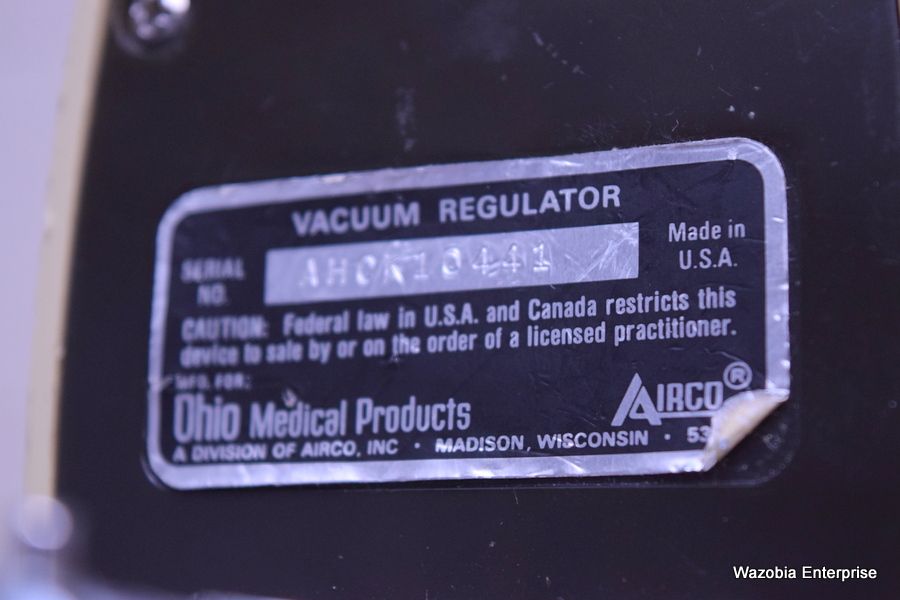 VACUUM REGULATOR
SERIAL NO.
AHCK10441
Made in U.S.A.
CAUTION: Federal law in U.S.A. and Canada restricts this
device to sale by or on the order of a licensed practitioner.
MFG. FOR:
Ohio Medical Products
AIRCO®
A DIVISION OF AIRCO, INC · MADISON, WISCONSIN · 53
Wazobia Enterprise